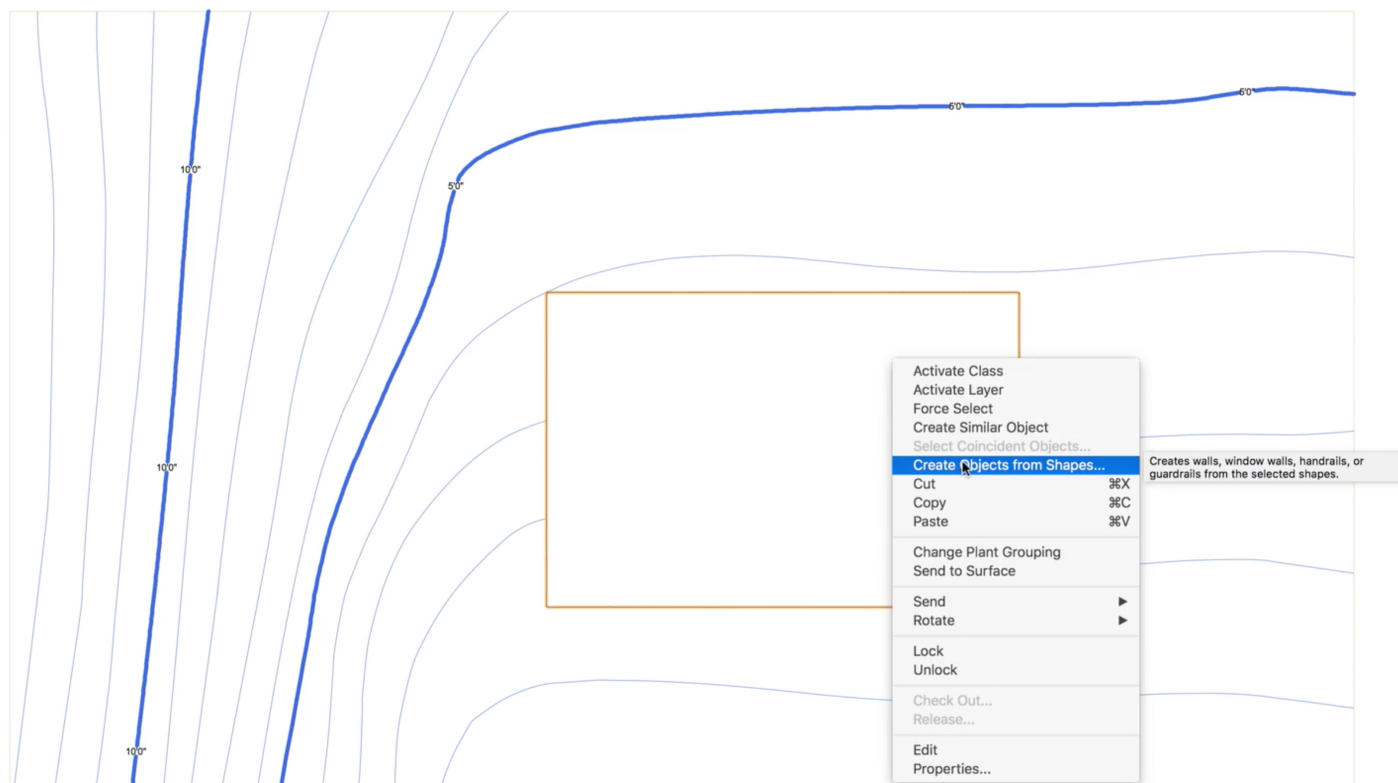 6'0"
6'0"
10'0"
5'0"
10'0"
10'0"
Activate Class
Activate Layer
Force Select
Create Similar Object
Select Coincident Objects...
Create Objects from Shapes...
Creates walls, window walls, handrails, or
guardrails from the selected shapes.
Cut ⌘X
Copy ⌘C
Paste ⌘V
Change Plant Grouping
Send to Surface
Send ▶
Rotate ▶
Lock
Unlock
Check Out...
Release...
Edit
Properties...